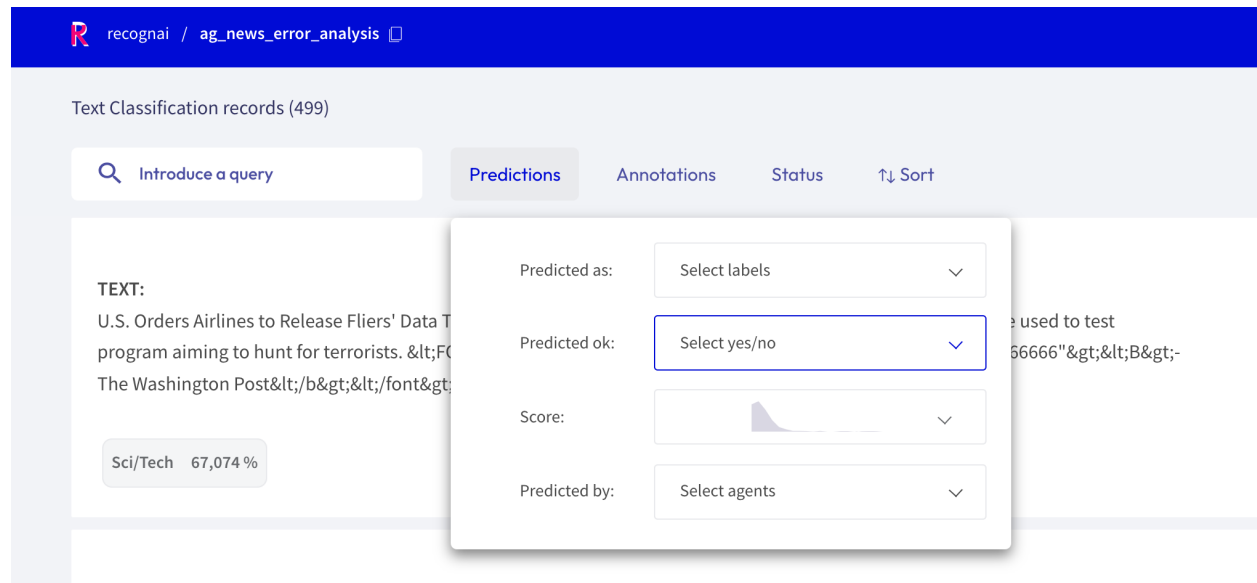 recognai / ag_news_error_analysis
Text Classification records (499)
Introduce a query
Predictions
Annotations
Status
↑↓ Sort
Predicted as:
Select labels
Predicted ok:
Select yes/no
Score:
Predicted by:
Select agents
TEXT:
U.S. Orders Airlines to Release Fliers' Data T e used to test
program aiming to hunt for terrorists. &lt;FO 66666"&gt;&lt;B&gt;-
The Washington Post&lt;/b&gt;&lt;/font&gt;
Sci/Tech 67,074 %